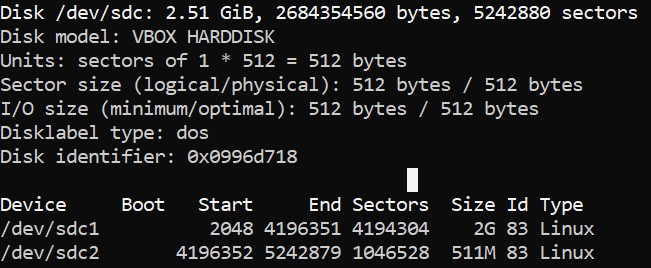 Disk /dev/sdc: 2.51 GiB, 2684354560 bytes, 5242880 sectors
Disk model: VBOX HARDDISK
Units: sectors of 1 * 512 = 512 bytes
Sector size (logical/physical): 512 bytes / 512 bytes
I/O size (minimum/optimal): 512 bytes / 512 bytes
Disklabel type: dos
Disk identifier: 0x0996d718
Device     Boot   Start     End Sectors  Size Id Type
/dev/sdc1          2048 4196351 4194304    2G 83 Linux
/dev/sdc2       4196352 5242879 1046528  511M 83 Linux